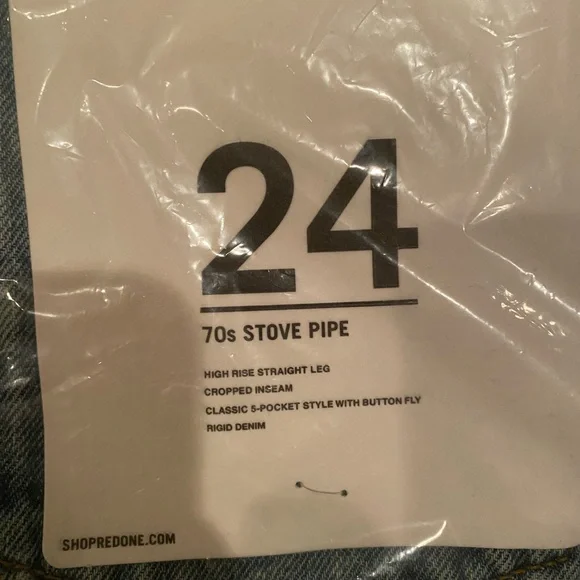 24
70s STOVE PIPE
HIGH RISE STRAIGHT LEG
CROPPED INSEAM
CLASSIC 5-POCKET STYLE WITH BUTTON FLY
RIGID DENIM
SHOPREDONE.COM